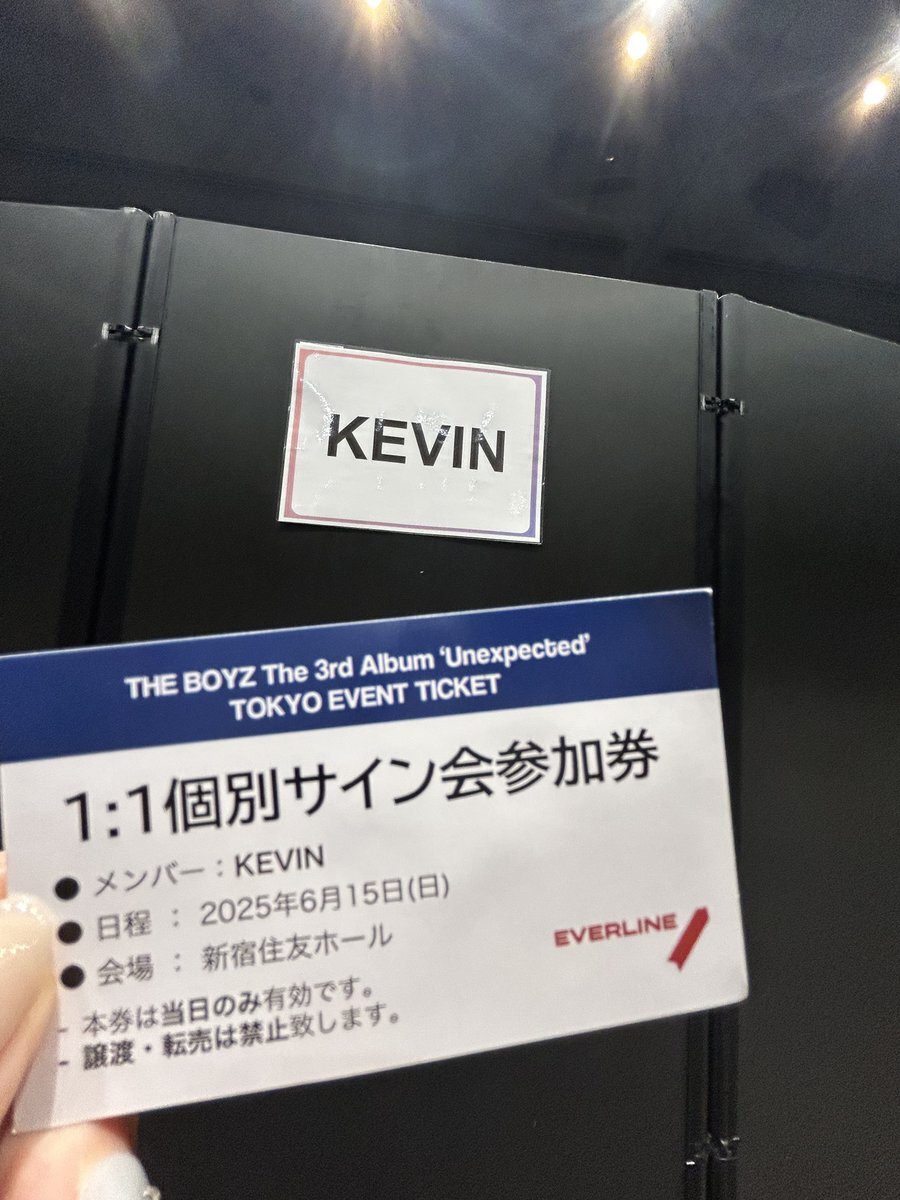 KEVIN
THE BOYZ The 3rd Album ‘Unexpected’
TOKYO EVENT TICKET
1:1個別サイン会参加券
● メンバー：KEVIN
● 日程 ： 2025年6月15日(日)
● 会場 ： 新宿住友ホール
EVERLINE
- 本券は当日のみ有効です。
- 譲渡・転売は禁止致します。